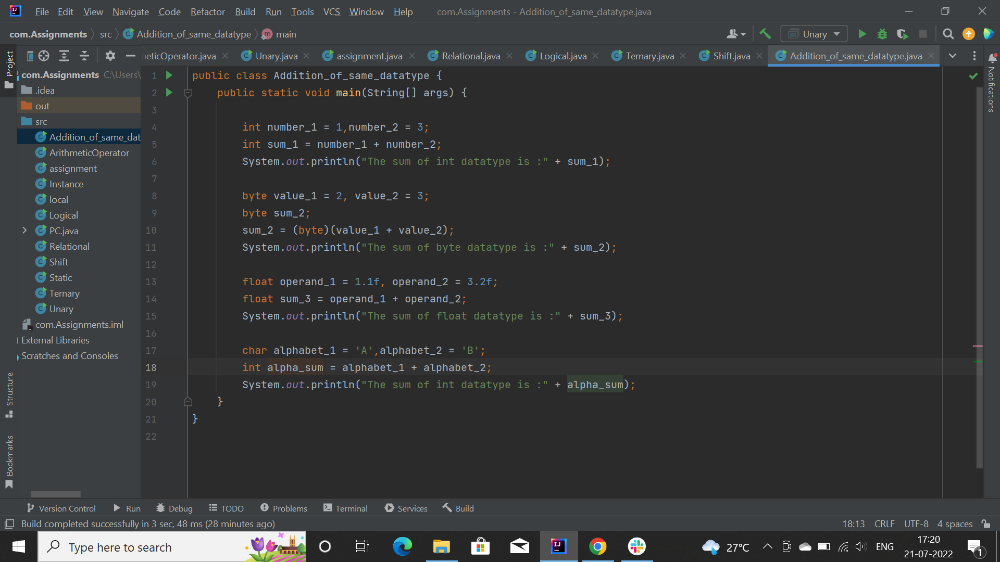 File Edit View Navigate Code Refactor Build Run Tools VCS Window Help com.Assignments - Addition_of_same_datatype.java
com.Assignments src Addition_of_same_datatype main Unary
Project
neticOperator.java Unary.java assignment.java Relational.java Logical.java Ternary.java Shift.java Addition_of_same_datatype.java
Notifications
com.Assignments C:\Users\
.idea
out
src
Addition_of_same_dat
ArithmeticOperator
assignment
Instance
local
Logical
PC.java
Relational
Shift
Static
Ternary
Unary
com.Assignments.iml
External Libraries
Scratches and Consoles
Structure
Bookmarks
1 public class Addition_of_same_datatype {
2 public static void main(String[] args) {
3
4 int number_1 = 1,number_2 = 3;
5 int sum_1 = number_1 + number_2;
6 System.out.println("The sum of int datatype is :" + sum_1);
7
8 byte value_1 = 2, value_2 = 3;
9 byte sum_2;
10 sum_2 = (byte)(value_1 + value_2);
11 System.out.println("The sum of byte datatype is :" + sum_2);
12
13 float operand_1 = 1.1f, operand_2 = 3.2f;
14 float sum_3 = operand_1 + operand_2;
15 System.out.println("The sum of float datatype is :" + sum_3);
16
17 char alphabet_1 = 'A',alphabet_2 = 'B';
18 int alpha_sum = alphabet_1 + alphabet_2;
19 System.out.println("The sum of int datatype is :" + alpha_sum);
20 }
21 }
22
Version Control Run Debug TODO Problems Terminal Services Build
Build completed successfully in 3 sec, 48 ms (28 minutes ago) 18:13 CRLF UTF-8 4 spaces
Type here to search 27°C ENG 17:20
21-07-2022 1